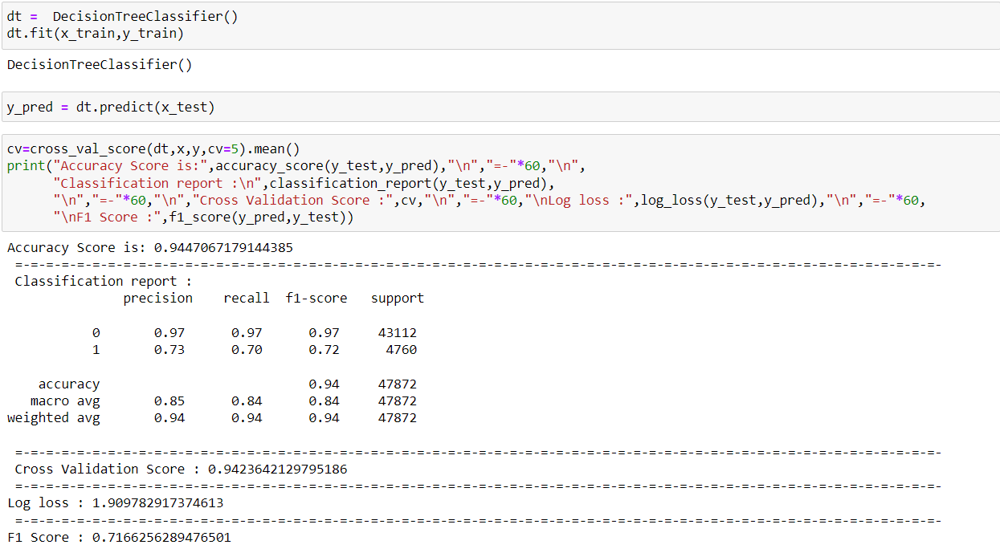 dt =  DecisionTreeClassifier()
dt.fit(x_train,y_train)
DecisionTreeClassifier()
y_pred = dt.predict(x_test)
cv=cross_val_score(dt,x,y,cv=5).mean()
print("Accuracy Score is:",accuracy_score(y_test,y_pred),"\n","=-"*60,"\n",
      "Classification report :\n",classification_report(y_test,y_pred),
      "\n","=-"*60,"\n","Cross Validation Score :",cv,"\n","=-"*60,"\nLog loss :",log_loss(y_test,y_pred),"\n","=-"*60,
      "\nF1 Score :",f1_score(y_pred,y_test))
Accuracy Score is: 0.9447067179144385
 =-=-=-=-=-=-=-=-=-=-=-=-=-=-=-=-=-=-=-=-=-=-=-=-=-=-=-=-=-=-=-=-=-=-=-=-=-=-=-=-=-=-=-=-=-=-=-=-=-=-=-=-=-=-=-=-=-=-=-=-
 Classification report :
               precision    recall  f1-score   support
           0       0.97      0.97      0.97     43112
           1       0.73      0.70      0.72      4760
    accuracy                           0.94     47872
   macro avg       0.85      0.84      0.84     47872
weighted avg       0.94      0.94      0.94     47872
 =-=-=-=-=-=-=-=-=-=-=-=-=-=-=-=-=-=-=-=-=-=-=-=-=-=-=-=-=-=-=-=-=-=-=-=-=-=-=-=-=-=-=-=-=-=-=-=-=-=-=-=-=-=-=-=-=-=-=-=-
 Cross Validation Score : 0.9423642129795186
 =-=-=-=-=-=-=-=-=-=-=-=-=-=-=-=-=-=-=-=-=-=-=-=-=-=-=-=-=-=-=-=-=-=-=-=-=-=-=-=-=-=-=-=-=-=-=-=-=-=-=-=-=-=-=-=-=-=-=-=-
Log loss : 1.909782917374613
 =-=-=-=-=-=-=-=-=-=-=-=-=-=-=-=-=-=-=-=-=-=-=-=-=-=-=-=-=-=-=-=-=-=-=-=-=-=-=-=-=-=-=-=-=-=-=-=-=-=-=-=-=-=-=-=-=-=-=-=-
F1 Score : 0.7166256289476501